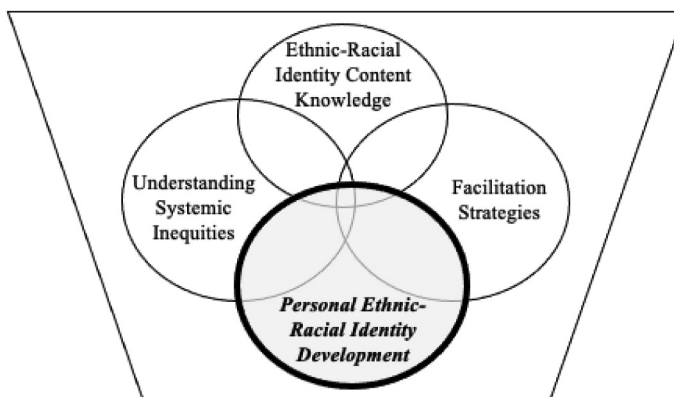 Ethnic-Racial
Identity Content
Knowledge
Understanding
Systemic
Inequities
Facilitation
Strategies
Personal Ethnic-
Racial Identity
Development